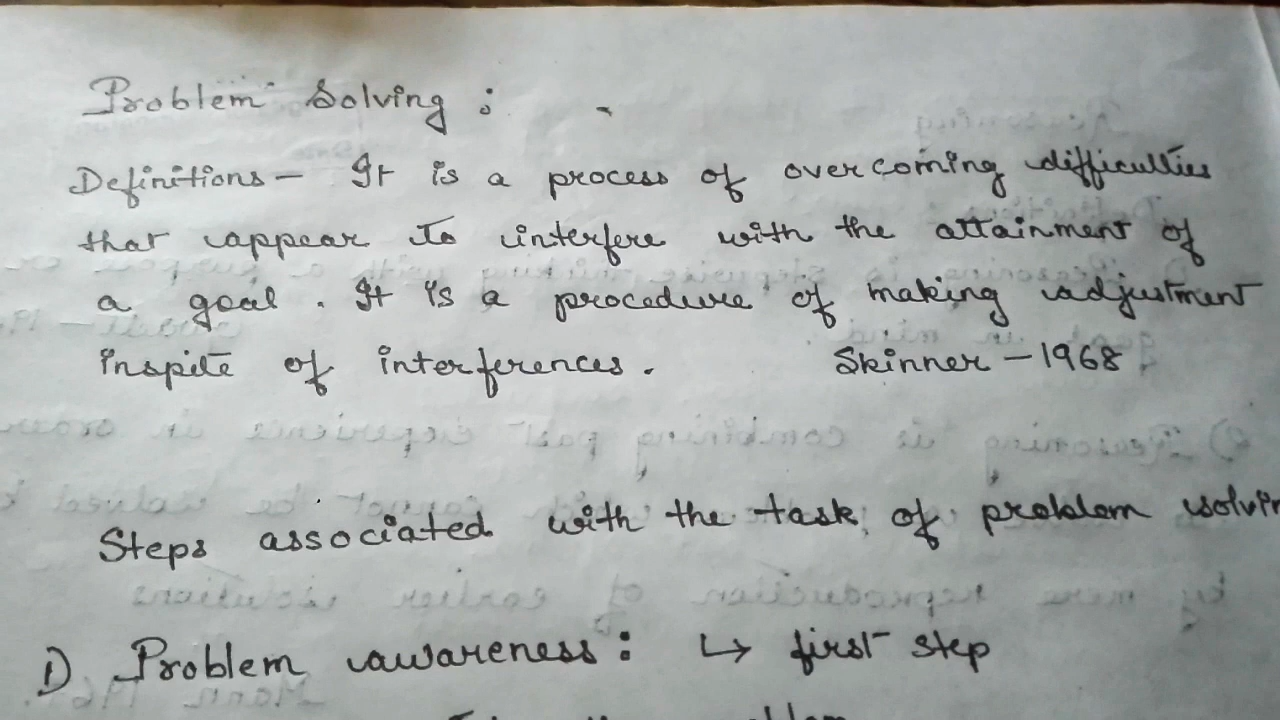 Problem Solving :
Definitions - It is a process of overcoming difficulties
that appear to interfere with the attainment of
a goal. It is a procedure of making adjustment
inspite of interferences. Skinner - 1968
Steps associated with the task of problem solvin
1) Problem awareness : ↳ first step